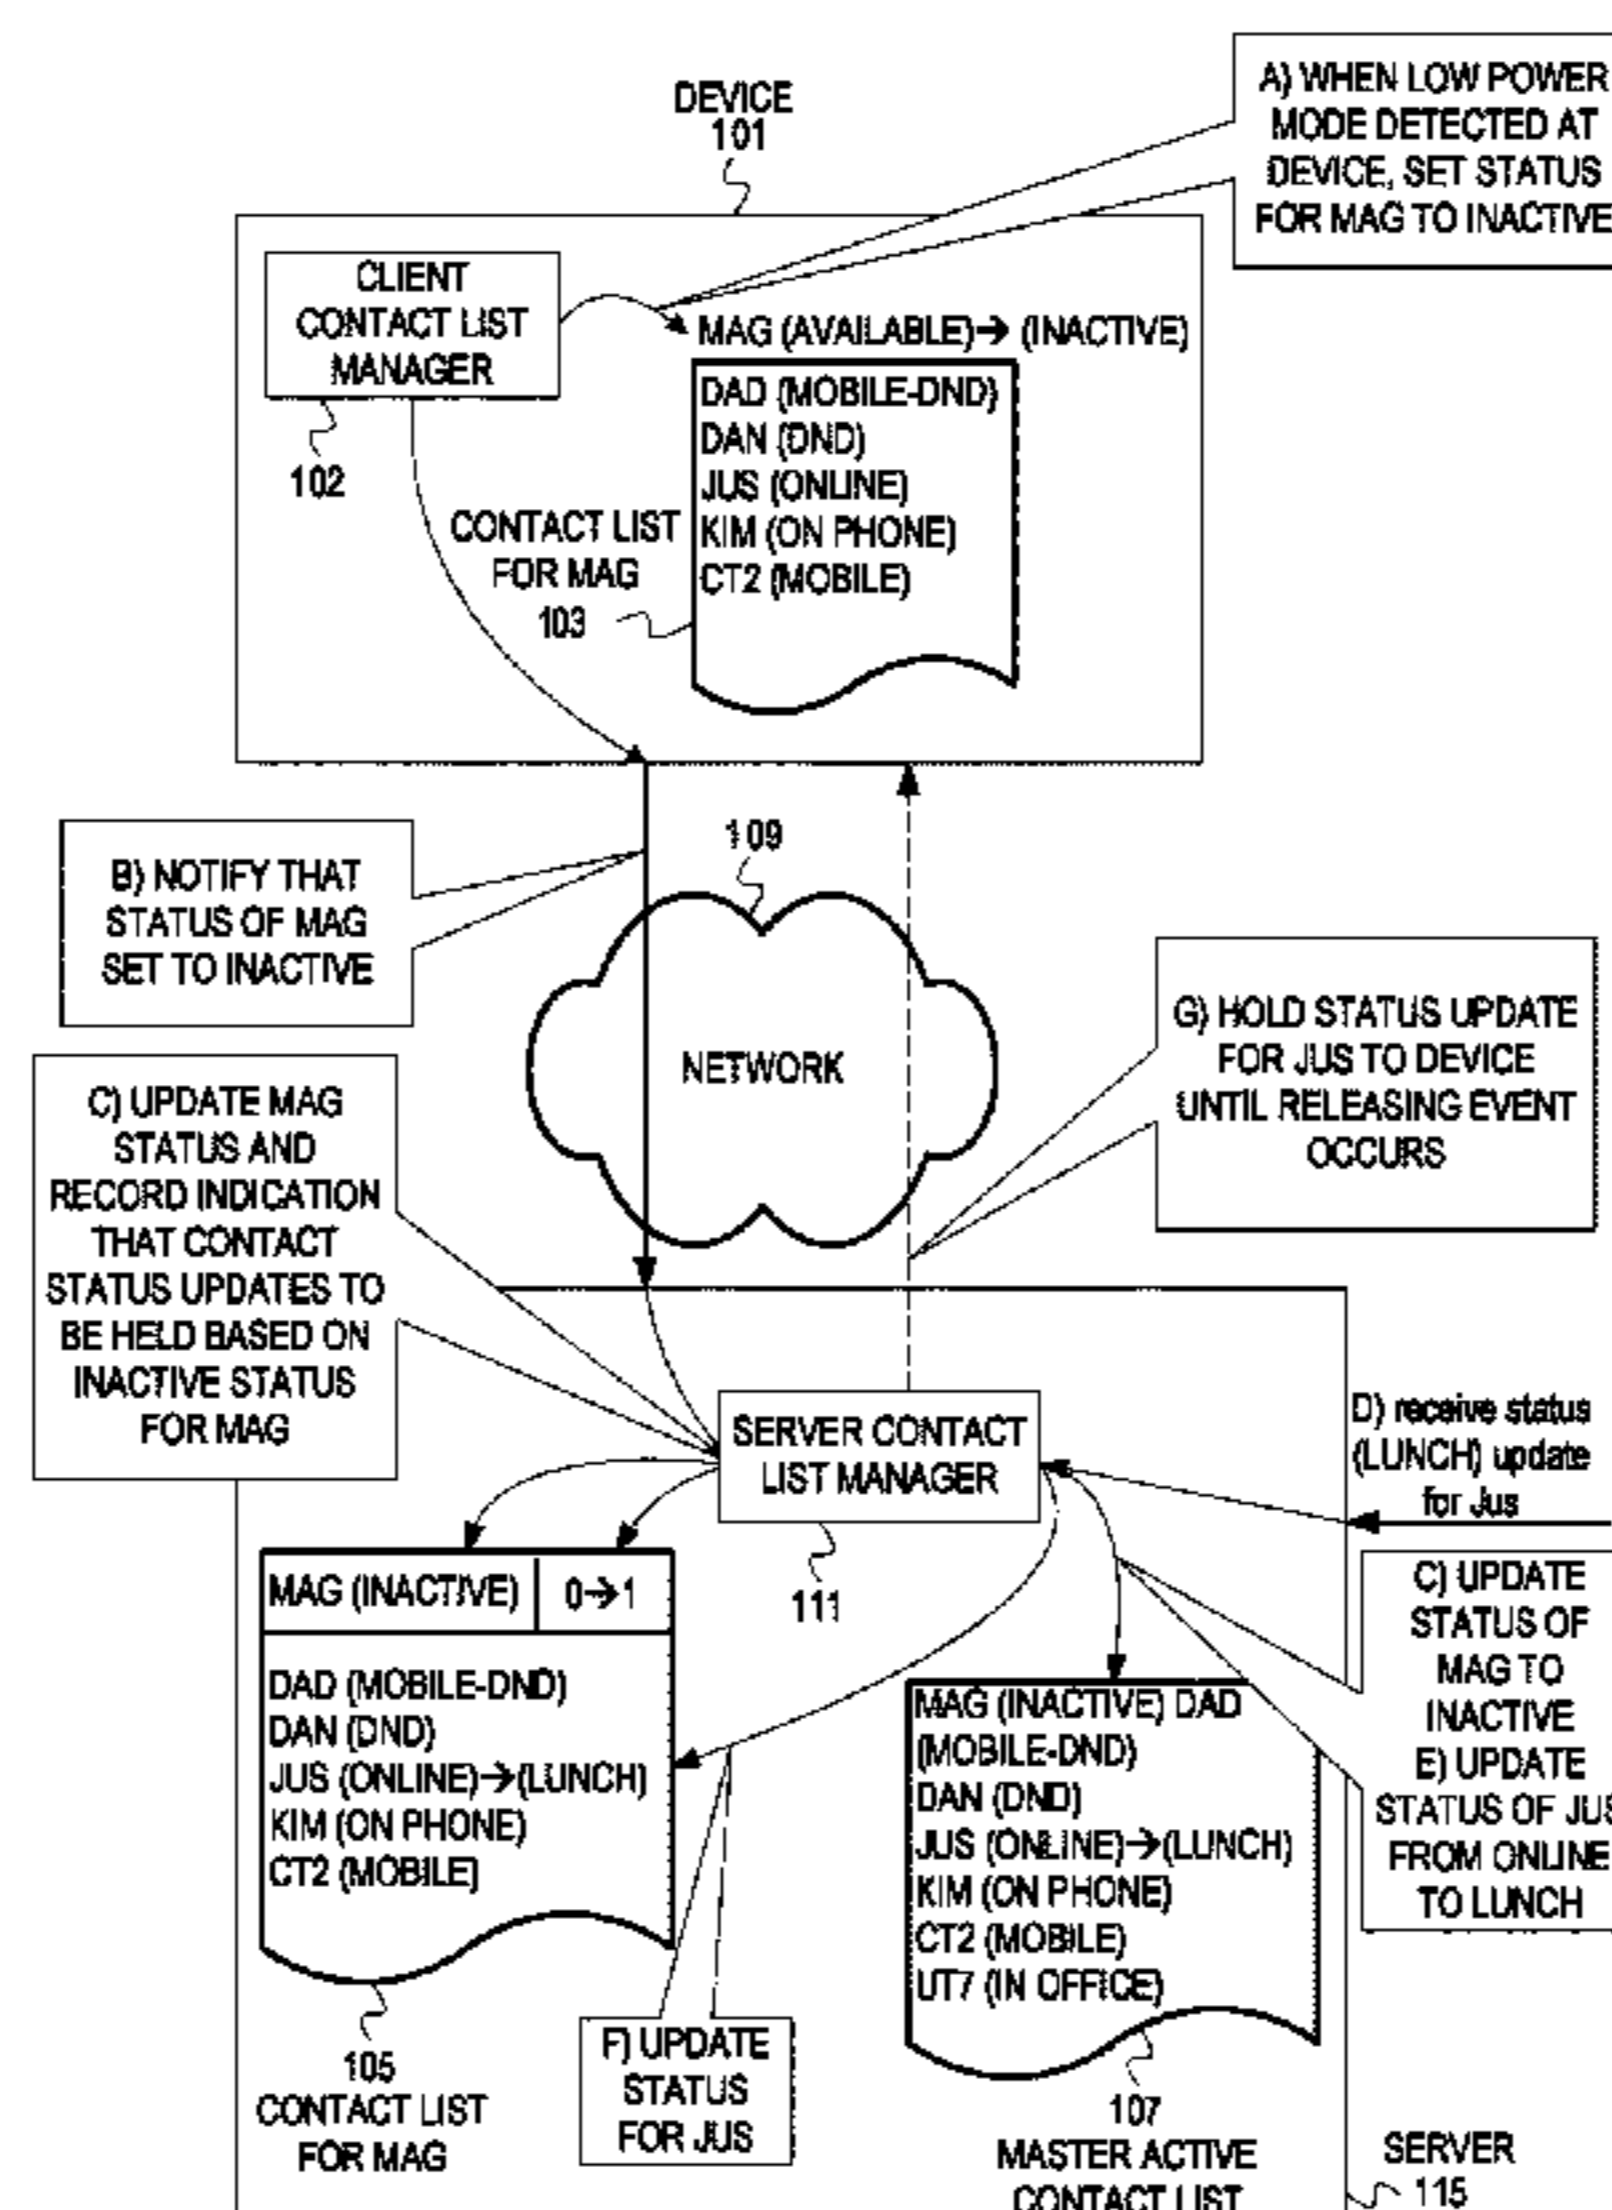 DEVICE
101
A) WHEN LOW POWER
MODE DETECTED AT
DEVICE, SET STATUS
FOR MAG TO INACTIVE
CLIENT
CONTACT LIST
MANAGER
102
MAG (AVAILABLE)→ (INACTIVE)
DAD (MOBILE-DND)
DAN (DND)
JUS (ONLINE)
KIM (ON PHONE)
CT2 (MOBILE)
CONTACT LIST
FOR MAG
103
B) NOTIFY THAT
STATUS OF MAG
SET TO INACTIVE
109
NETWORK
G) HOLD STATUS UPDATE
FOR JUS TO DEVICE
UNTIL RELEASING EVENT
OCCURS
C) UPDATE MAG
STATUS AND
RECORD INDICATION
THAT CONTACT
STATUS UPDATES TO
BE HELD BASED ON
INACTIVE STATUS
FOR MAG
SERVER CONTACT
LIST MANAGER
111
D) receive status
(LUNCH) update
for Jus
C) UPDATE
STATUS OF
MAG TO
INACTIVE
E) UPDATE
STATUS OF JUS
FROM ONLINE
TO LUNCH
MAG (INACTIVE) 0→1
DAD (MOBILE-DND)
DAN (DND)
JUS (ONLINE)→(LUNCH)
KIM (ON PHONE)
CT2 (MOBILE)
105
CONTACT LIST
FOR MAG
F) UPDATE
STATUS
FOR JUS
MAG (INACTIVE) DAD
(MOBILE-DND)
DAN (DND)
JUS (ONLINE)→(LUNCH)
KIM (ON PHONE)
CT2 (MOBILE)
UT7 (IN OFFICE)
107
MASTER ACTIVE
CONTACT LIST
SERVER
115